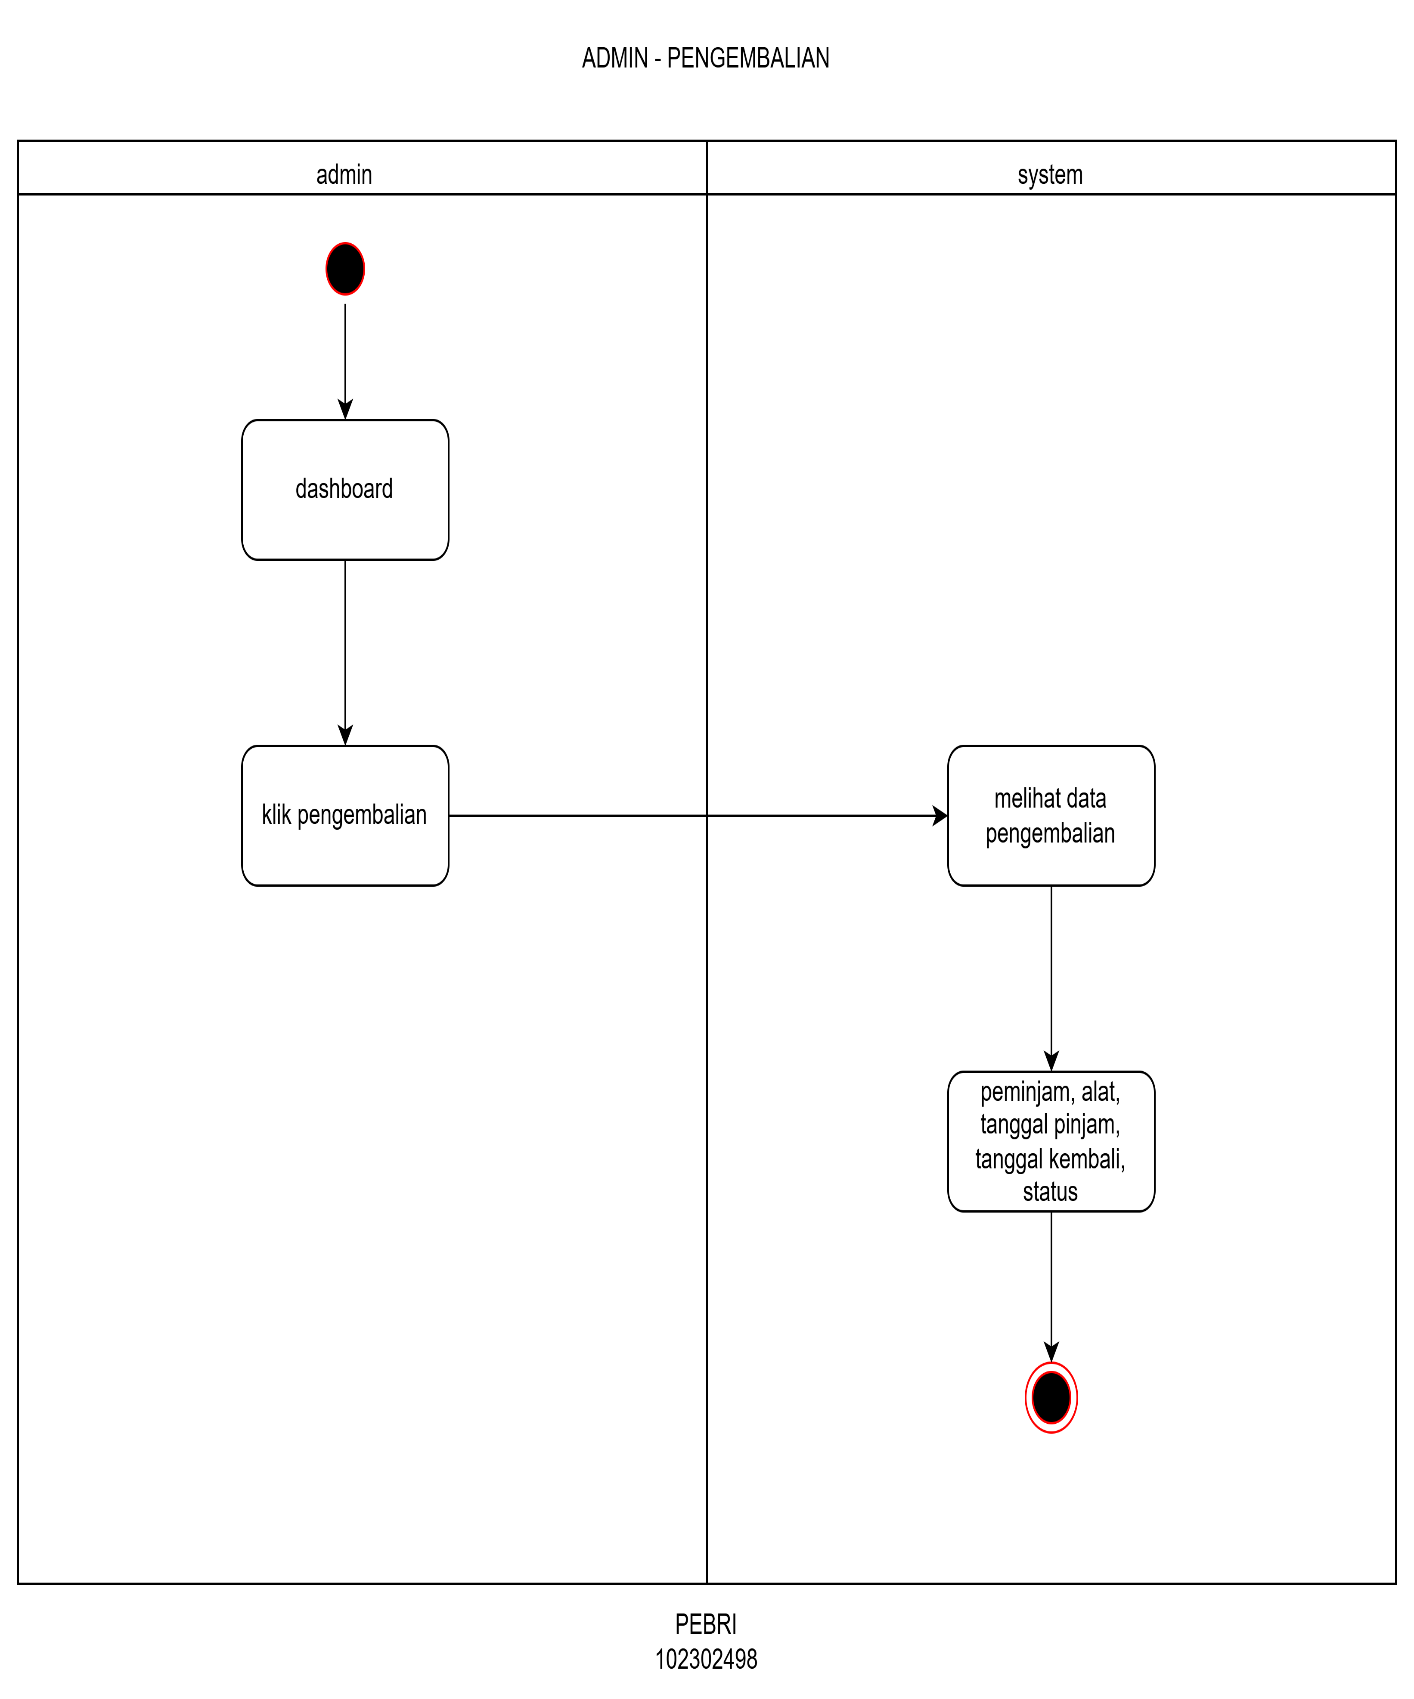 ADMIN - PENGEMBALIAN
admin
system
dashboard
klik pengembalian
melihat data
pengembalian
peminjam, alat,
tanggal pinjam,
tanggal kembali,
status
PEBRI
102302498